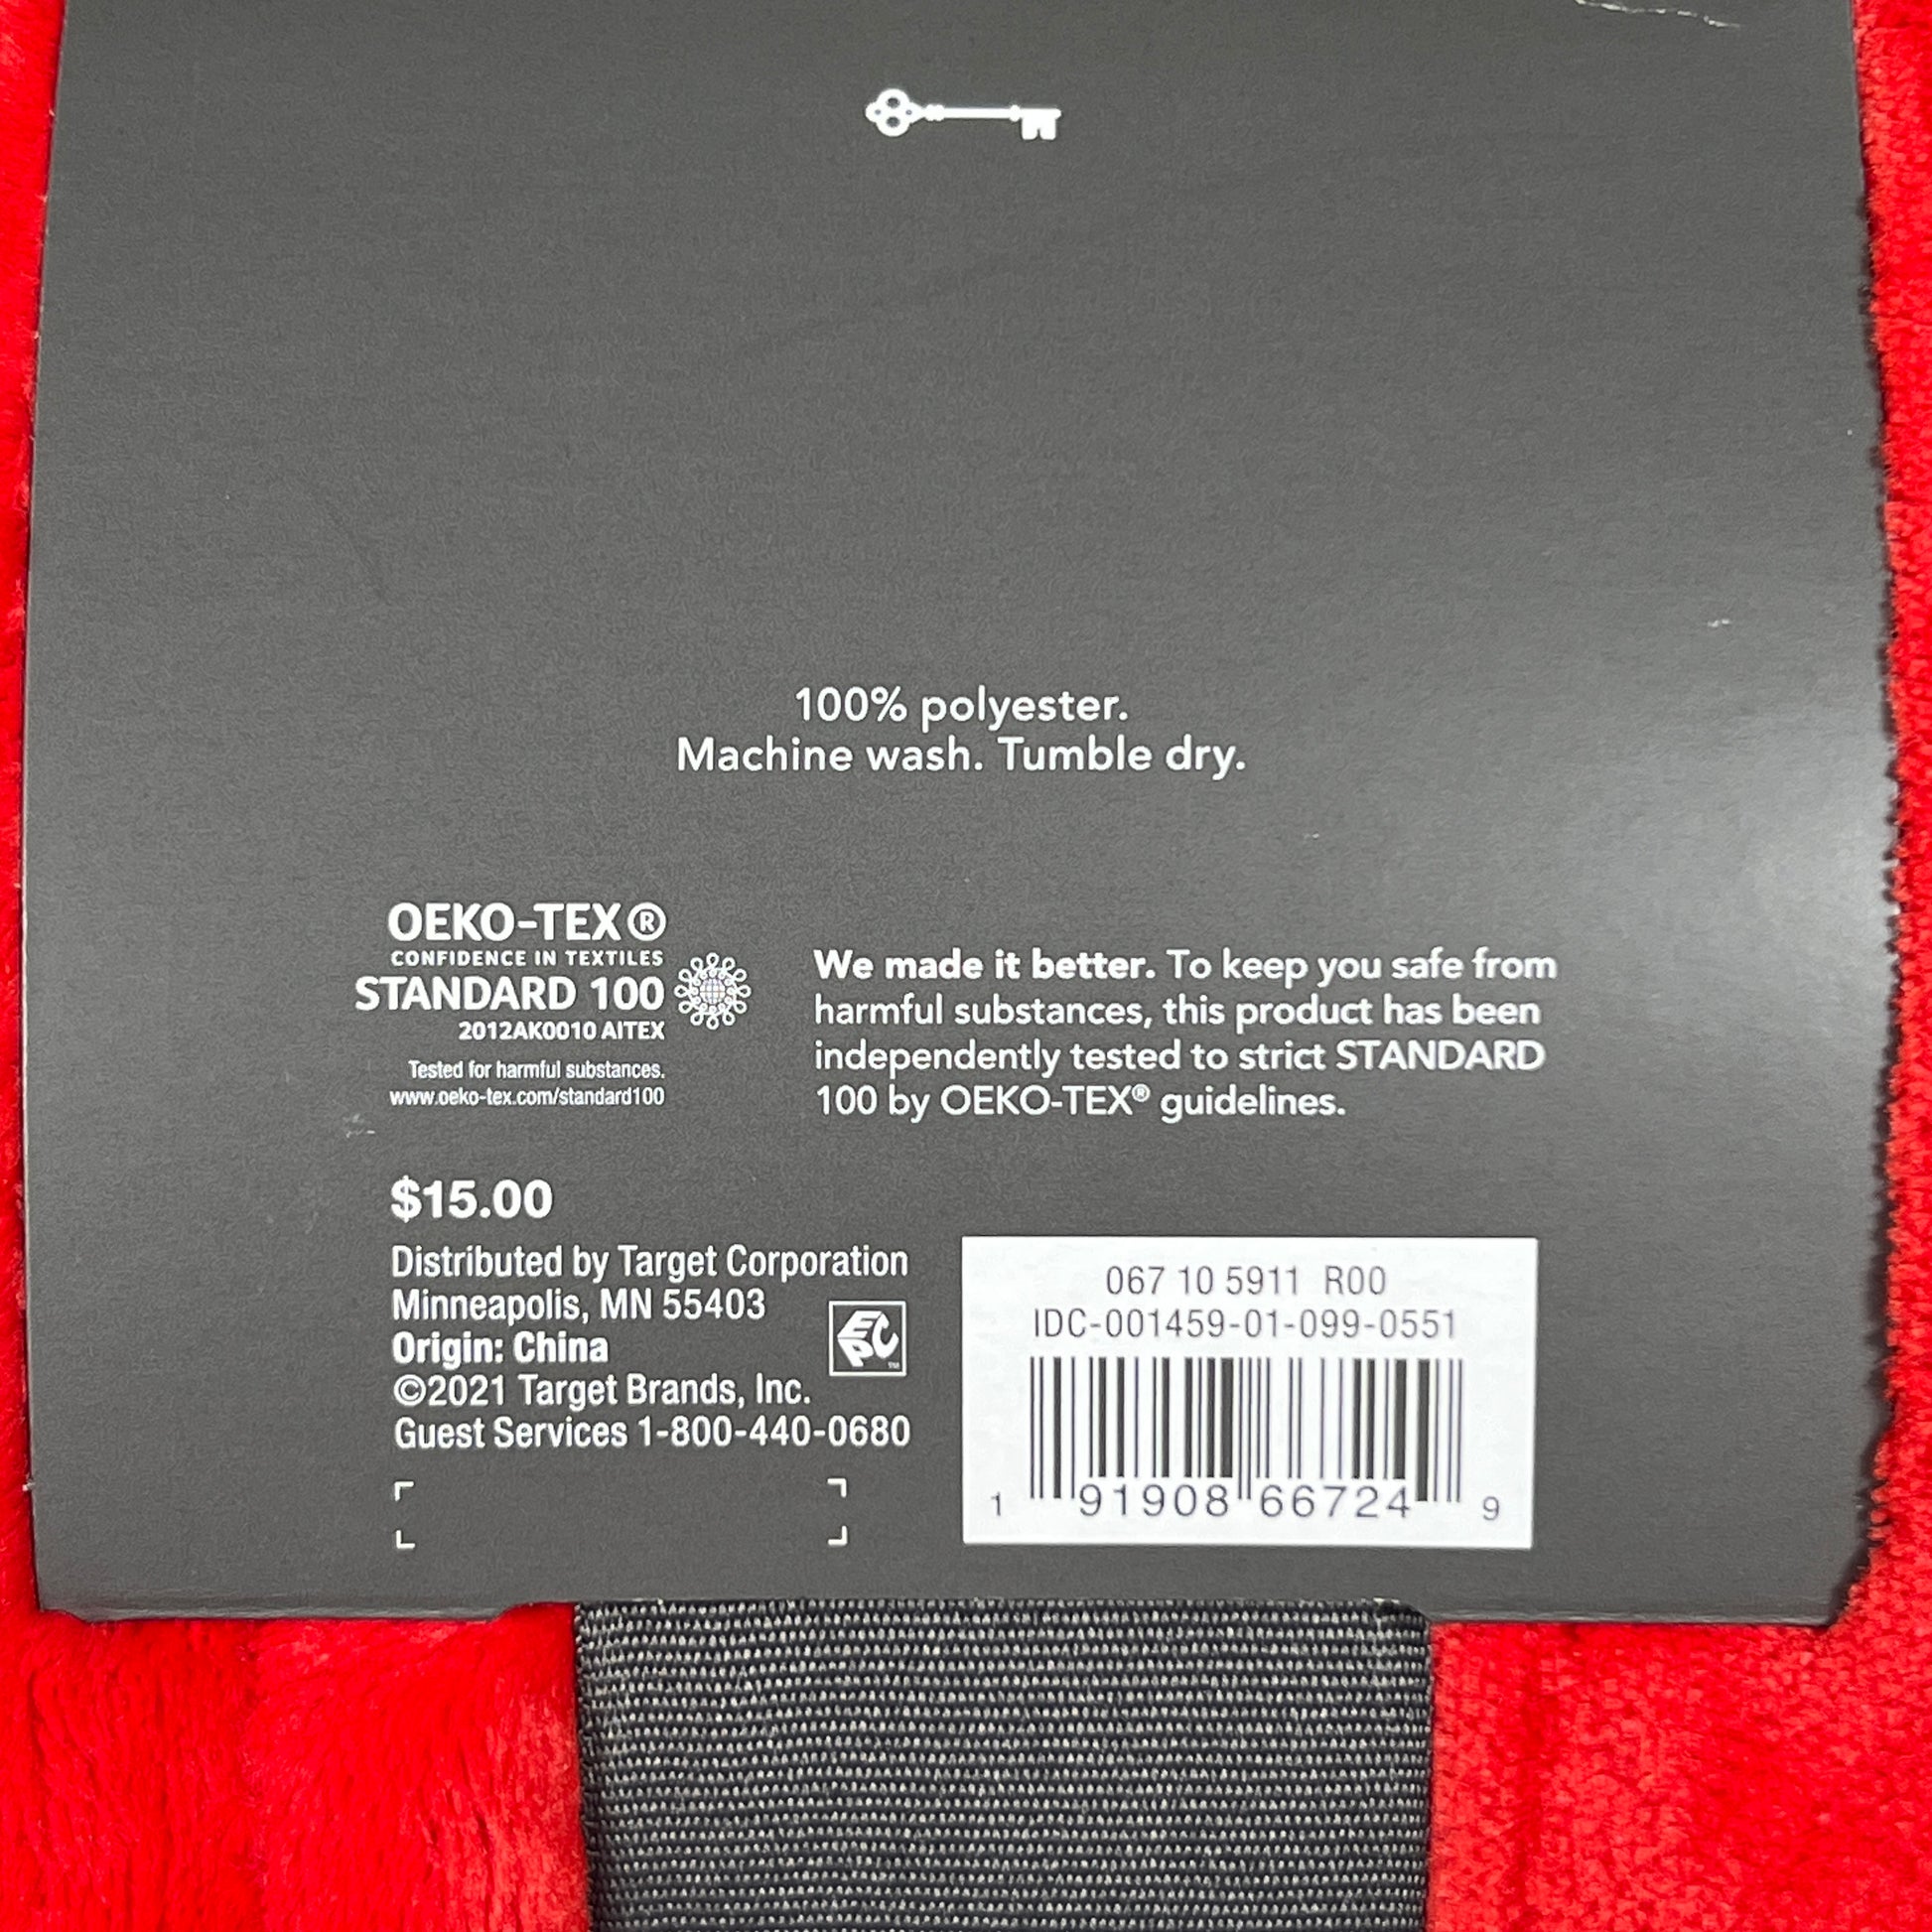 100% polyester.
Machine wash. Tumble dry.
OEKO-TEX®
CONFIDENCE IN TEXTILES
STANDARD 100
2012AK0010 AITEX
Tested for harmful substances.
www.oeko-tex.com/standard100
We made it better. To keep you safe from
harmful substances, this product has been
independently tested to strict STANDARD
100 by OEKO-TEX® guidelines.
$15.00
Distributed by Target Corporation
Minneapolis, MN 55403
Origin: China
©2021 Target Brands, Inc.
Guest Services 1-800-440-0680
EPC™
067 10 5911 R00
IDC-001459-01-099-0551
1 91908 66724 9